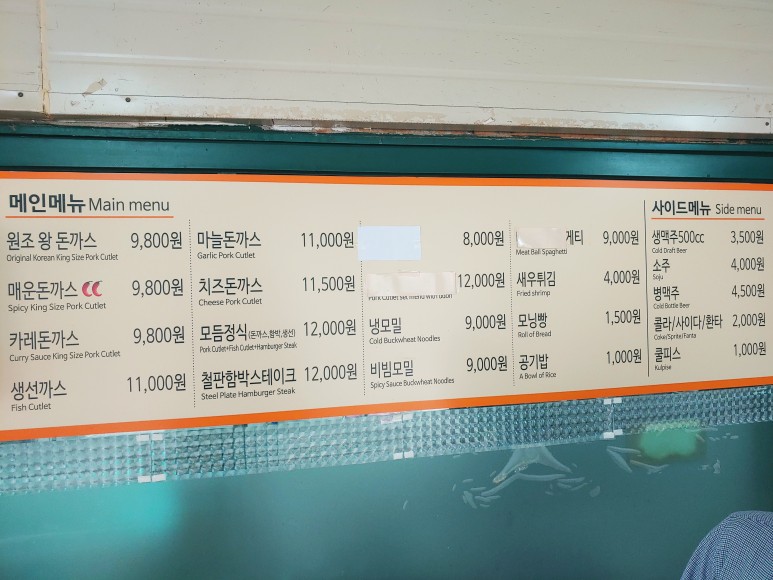 메인메뉴 Main menu
원조 왕 돈까스 9,800원
Original Korean King Size Pork Cutlet
매운돈까스 9,800원
Spicy King Size Pork Cutlet
카레돈까스 9,800원
Curry Sauce King Size Pork Cutlet
생선까스 11,000원
Fish Cutlet
마늘돈까스 11,000원
Garlic Pork Cutlet
치즈돈까스 11,500원
Cheese Pork Cutlet
모듬정식(돈까스,함박,생선) 12,000원
Pork Cutlet+Fish Cutlet+Hamburger Steak
철판함박스테이크 12,000원
Steel Plate Hamburger Steak
8,000원
12,000원
Pork Cutlet set menu with udon
냉모밀 9,000원
Cold Buckwheat Noodles
비빔모밀 9,000원
Spicy Sauce Buckwheat Noodles
게티 9,000원
Meat Ball Spaghetti
새우튀김 4,000원
Fried shrimp
모닝빵 1,500원
Roll of Bread
공기밥 1,000원
A Bowl of Rice
사이드메뉴 Side menu
생맥주500cc 3,500원
Cold Draft Beer
소주 4,000원
Soju
병맥주 4,500원
Cold Bottle Beer
콜라/사이다/환타 2,000원
Coke/Sprite/Fanta
쿨피스 1,000원
Kulpise